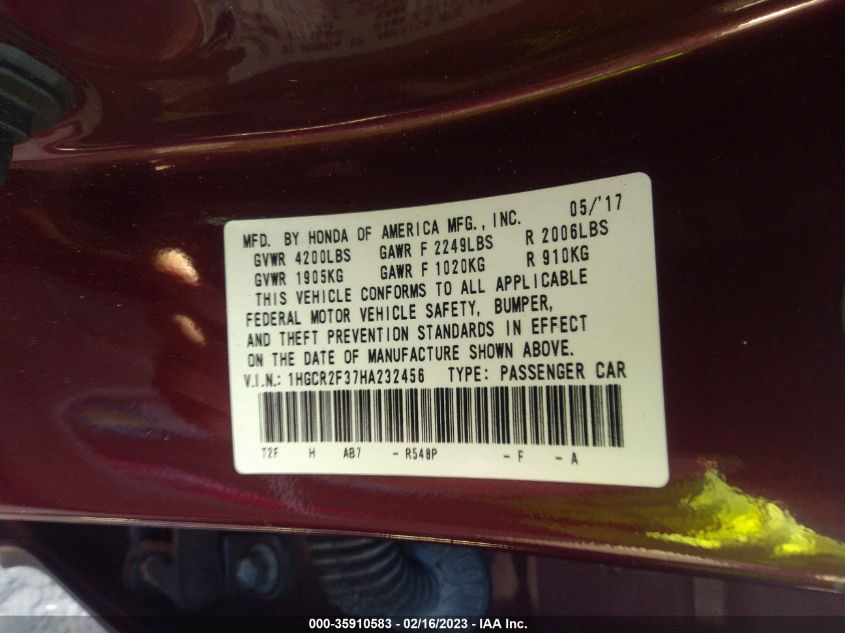 MFD. BY HONDA OF AMERICA MFG., INC. 05/'17
GVWR 4200LBS GAWR F 2249LBS R 2006LBS
GVWR 1905KG GAWR F 1020KG R 910KG
THIS VEHICLE CONFORMS TO ALL APPLICABLE
FEDERAL MOTOR VEHICLE SAFETY, BUMPER,
AND THEFT PREVENTION STANDARDS IN EFFECT
ON THE DATE OF MANUFACTURE SHOWN ABOVE.
V.I.N.: 1HGCR2F37HA232456 TYPE: PASSENGER CAR
T2F H AB7 - R548P - F - A
000-35910583 - 02/16/2023 - IAA Inc.